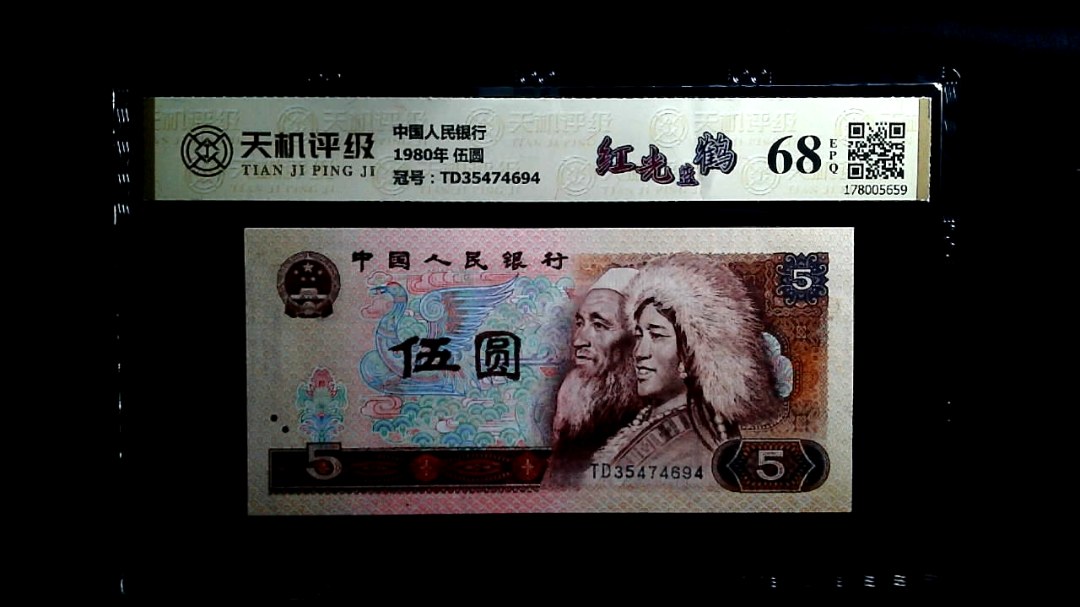 天机评级
TIAN JI PING JI
中国人民银行
1980年 伍圆
冠号：TD35474694
红光蓝鹤
68
EPQ
178005659
中国人民银行
5
伍圆
5
TD35474694
5